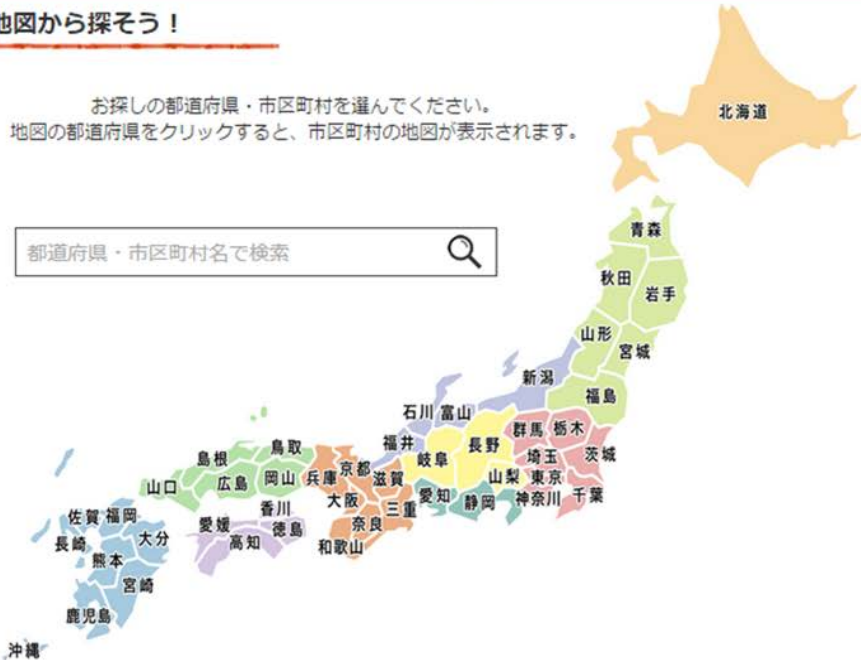 地図から探そう！
お探しの都道府県・市区町村を選んでください。
地図の都道府県をクリックすると、市区町村の地図が表示されます。
都道府県・市区町村名で検索
北海道
青森
秋田
岩手
山形
宮城
新潟
福島
石川
富山
群馬
栃木
福井
岐阜
長野
埼玉
茨城
島根
鳥取
山口
広島
岡山
兵庫
京都
滋賀
山梨
東京
愛知
静岡
神奈川
千葉
大阪
三重
奈良
和歌山
香川
愛媛
徳島
高知
佐賀
福岡
長崎
大分
熊本
宮崎
鹿児島
沖縄